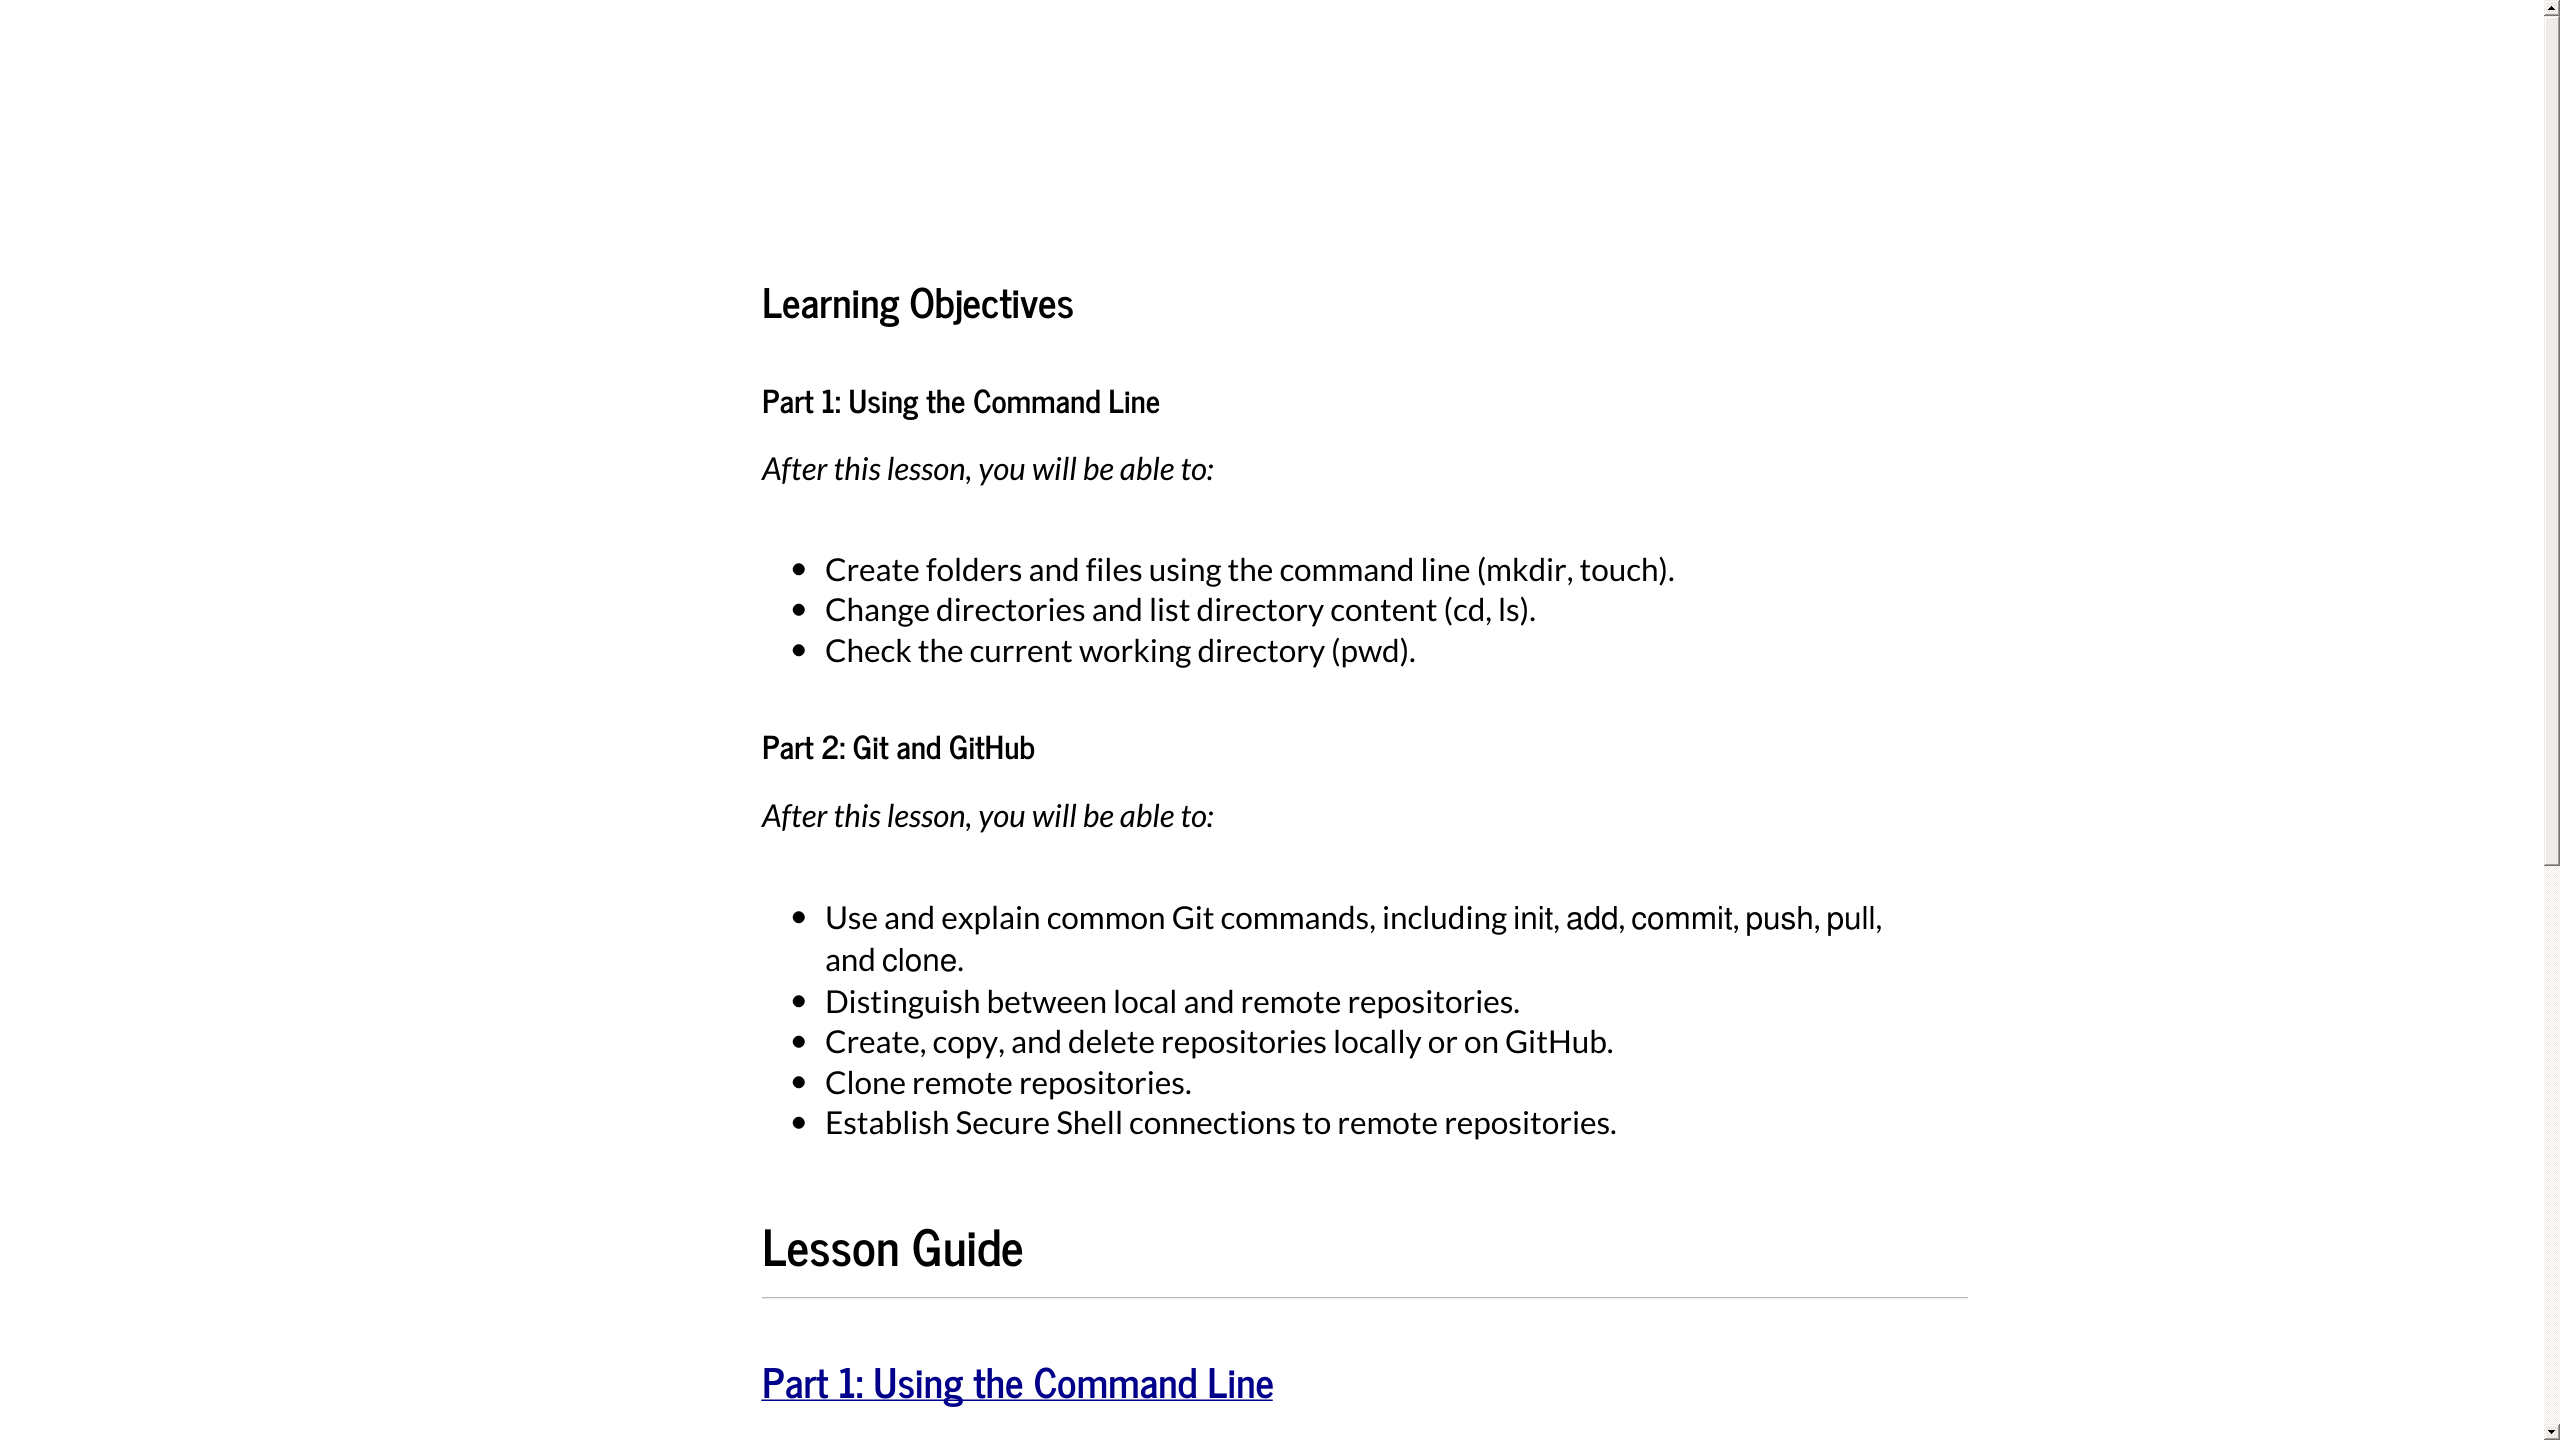 Learning Objectives
Part 1: Using the Command Line
After this lesson, you will be able to:
Create folders and files using the command line (mkdir, touch).
Change directories and list directory content (cd, ls).
Check the current working directory (pwd).
Part 2: Git and GitHub
After this lesson, you will be able to:
Use and explain common Git commands, including init, add, commit, push, pull,
and clone.
Distinguish between local and remote repositories.
Create, copy, and delete repositories locally or on GitHub.
Clone remote repositories.
Establish Secure Shell connections to remote repositories.
Lesson Guide
Part 1: Using the Command Line